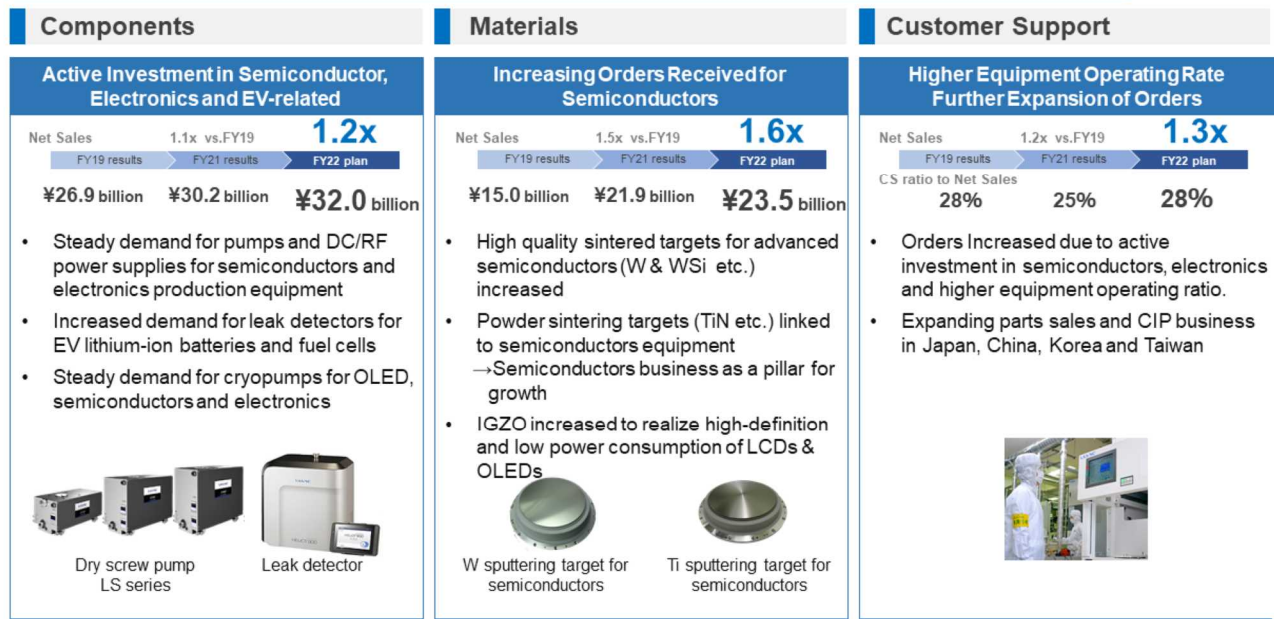 Components
Active Investment in Semiconductor,
Electronics and EV-related
Net Sales 1.1x vs.FY19 1.2x
FY19 results FY21 results FY22 plan
¥26.9 billion ¥30.2 billion ¥32.0 billion
• Steady demand for pumps and DC/RF
power supplies for semiconductors and
electronics production equipment
• Increased demand for leak detectors for
EV lithium-ion batteries and fuel cells
• Steady demand for cryopumps for OLED,
semiconductors and electronics
Dry screw pump
LS series
Leak detector
Materials
Increasing Orders Received for
Semiconductors
Net Sales 1.5x vs.FY19 1.6x
FY19 results FY21 results FY22 plan
¥15.0 billion ¥21.9 billion ¥23.5 billion
• High quality sintered targets for advanced
semiconductors (W & WSi etc.)
increased
• Powder sintering targets (TiN etc.) linked
to semiconductors equipment
→Semiconductors business as a pillar for
growth
• IGZO increased to realize high-definition
and low power consumption of LCDs &
OLEDs
W sputtering target for
semiconductors
Ti sputtering target for
semiconductors
Customer Support
Higher Equipment Operating Rate
Further Expansion of Orders
Net Sales 1.2x vs.FY19 1.3x
FY19 results FY21 results FY22 plan
CS ratio to Net Sales
28% 25% 28%
• Orders Increased due to active
investment in semiconductors, electronics
and higher equipment operating ratio.
• Expanding parts sales and CIP business
in Japan, China, Korea and Taiwan